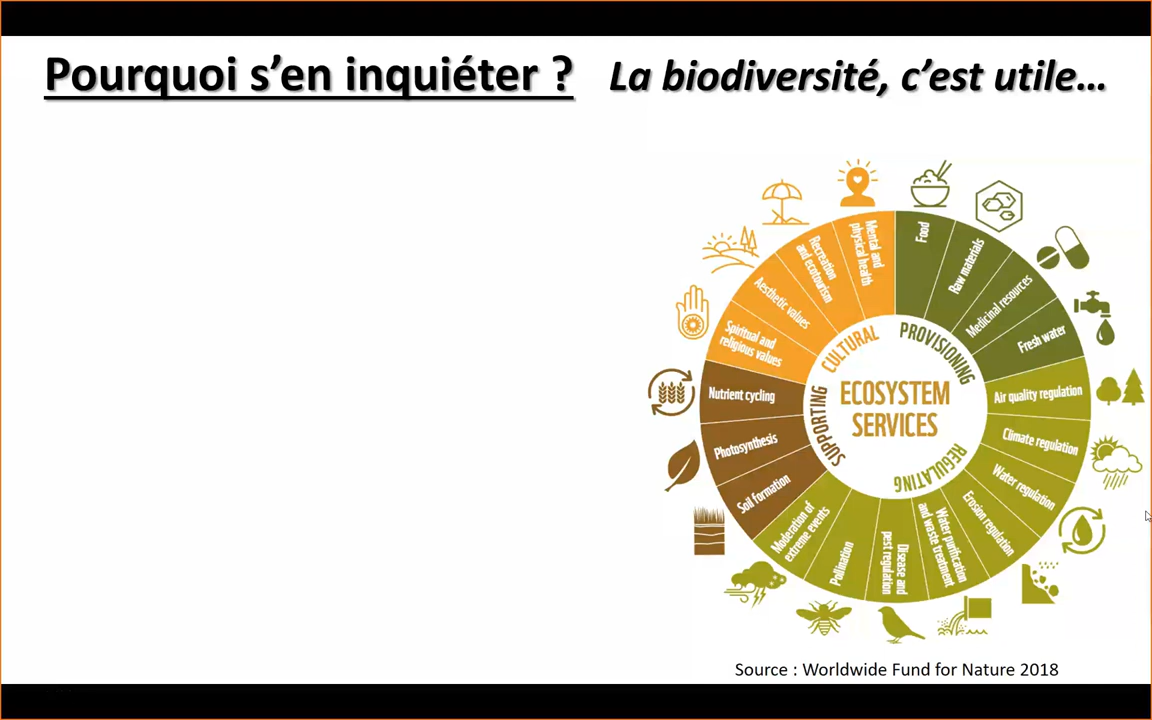 Pourquoi s’en inquiéter ? La biodiversité, c’est utile…
ECOSYSTEM
SERVICES
PROVISIONING
Food
Raw materials
Medicinal resources
Fresh water
REGULATING
Air quality regulation
Climate regulation
Water regulation
Erosion regulation
Water purification
and waste treatment
Disease and
pest regulation
Pollination
Moderation of
extreme events
SUPPORTING
Soil formation
Photosynthesis
Nutrient cycling
CULTURAL
Spiritual and
religious values
Aesthetic values
Recreation
and ecotourism
Mental and
physical health
Source : Worldwide Fund for Nature 2018